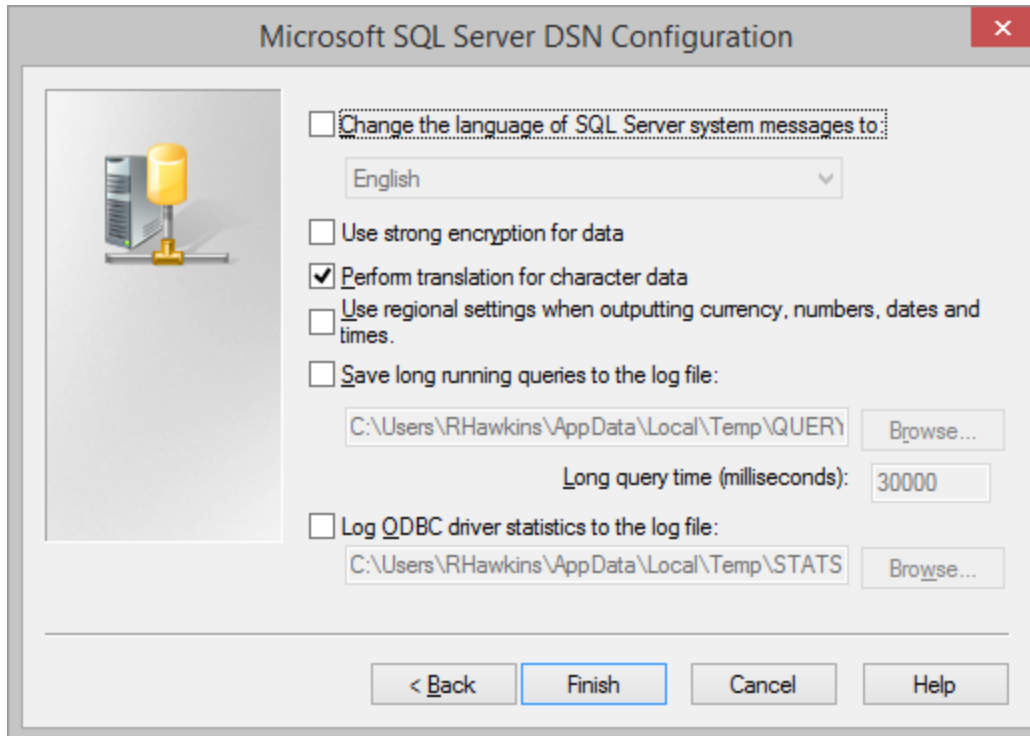 Microsoft SQL Server DSN Configuration
Change the language of SQL Server system messages to:
English
Use strong encryption for data
Perform translation for character data
Use regional settings when outputting currency, numbers, dates and
times.
Save long running queries to the log file:
C:\Users\RHawkins\AppData\Local\Temp\QUERY
Browse...
Long query time (milliseconds):
30000
Log ODBC driver statistics to the log file:
C:\Users\RHawkins\AppData\Local\Temp\STATS
Browse...
< Back
Finish
Cancel
Help